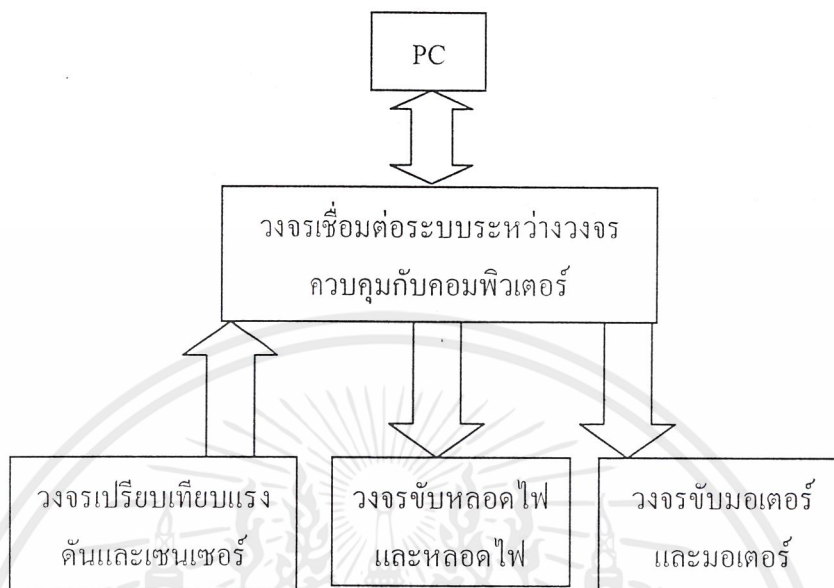 PC
วงจรเชื่อมต่อระบบระหว่างวงจร
ควบคุมกับคอมพิวเตอร์
วงจรเปรียบเทียบแรง
ดันและเซนเซอร์
วงจรขับหลอดไฟ
และหลอดไฟ
วงจรขับมอเตอร์
และมอเตอร์